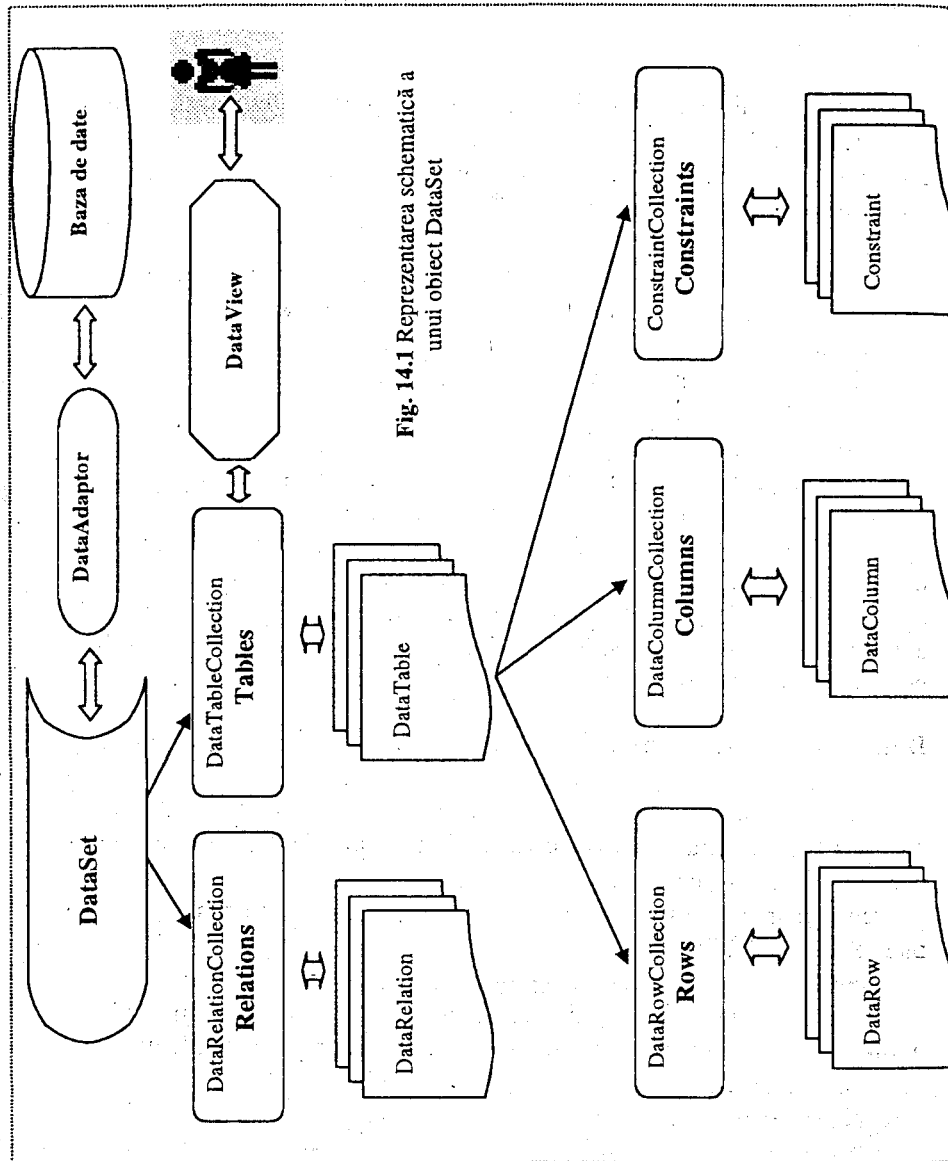 Baza de date
DataAdaptor
DataSet
DataView
DataTableCollection
Tables
DataRelationCollection
Relations
DataTable
DataRelation
Fig. 14.1 Reprezentarea schematică a
unui obiect DataSet
ConstraintCollection
Constraints
DataColumnCollection
Columns
DataRowCollection
Rows
Constraint
DataColumn
DataRow